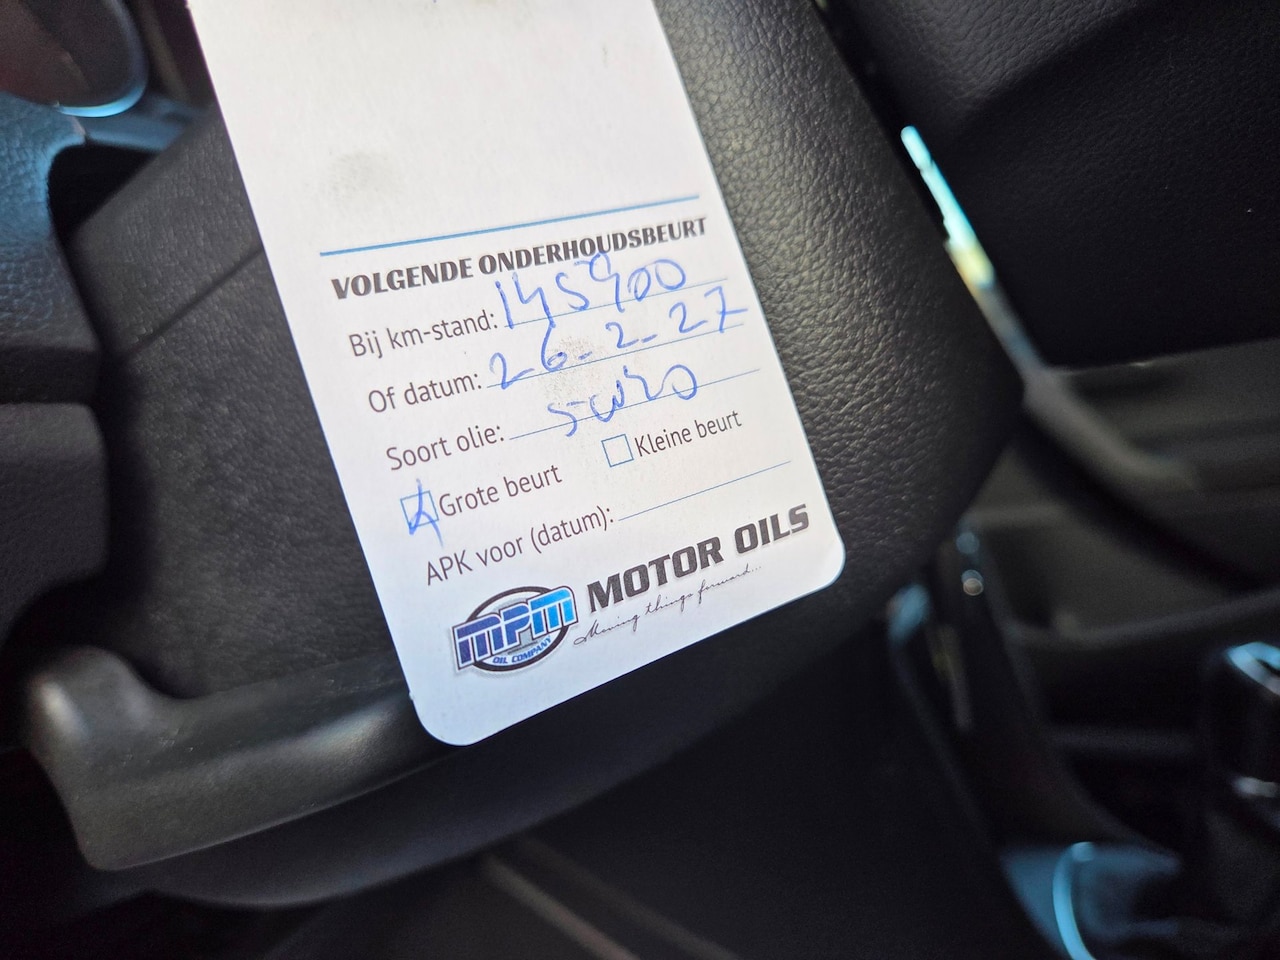 VOLGENDE ONDERHOUDSBEURT
Bij km-stand: 145900
Of datum: 26-2-27
Soort olie: 5W20
Grote beurt Kleine beurt
APK voor (datum):
MPM OIL COMPANY
MOTOR OILS
Moving things forward...